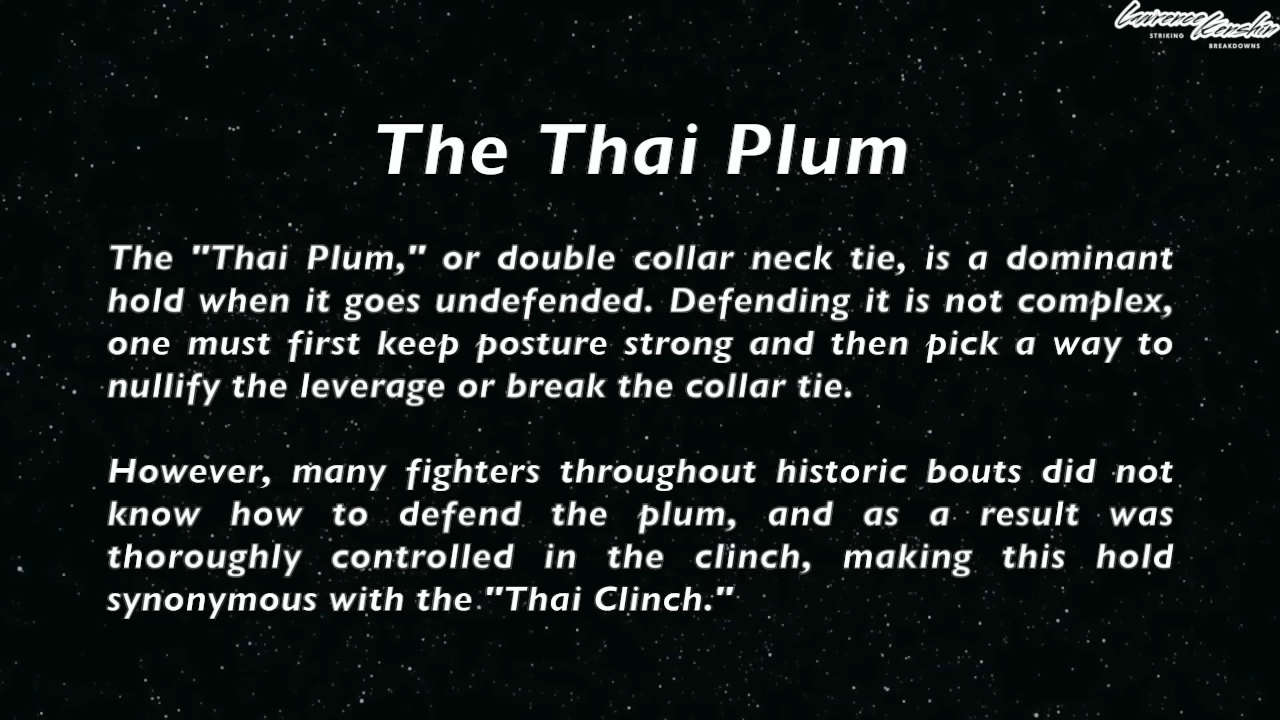 Lawrence Kenshin
STRIKING
BREAKDOWNS
The Thai Plum
The "Thai Plum," or double collar neck tie, is a dominant
hold when it goes undefended. Defending it is not complex,
one must first keep posture strong and then pick a way to
nullify the leverage or break the collar tie.
However, many fighters throughout historic bouts did not
know how to defend the plum, and as a result was
thoroughly controlled in the clinch, making this hold
synonymous with the "Thai Clinch."